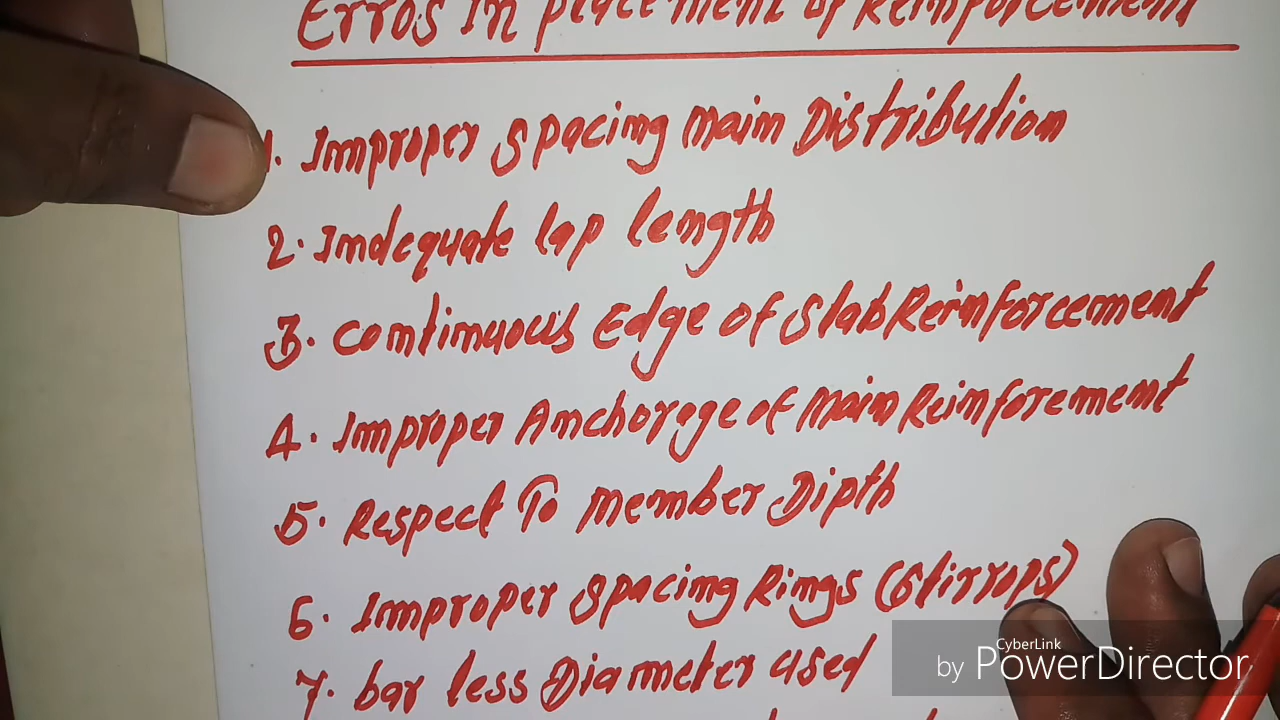 Erros In placement of Reinforcement
1. Improper Spacing Main Distribution
2. Indequate lap length
3. Continuous Edge of Slab Reinforcement
4. Improper Anchorage of Main Reinforement
5. Respect To Member Dipth
6. Improper Spacing Rings (Stirrops)
7. bar less Diameter used
CyberLink
by PowerDirector